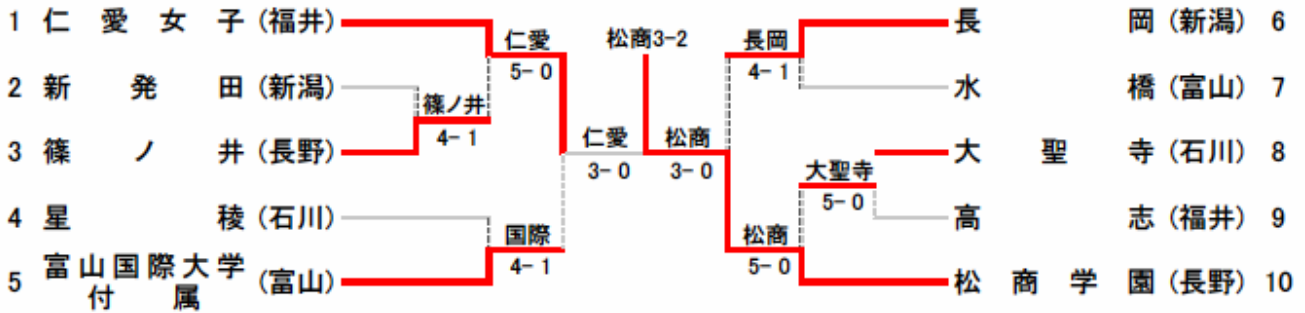 1 仁愛女子 (福井)
仁愛
5-0
2 新発田 (新潟)
篠ノ井
4-1
3 篠ノ井 (長野)
仁愛
3-0
4 星稜 (石川)
国際
4-1
5 富山国際大学付属 (富山)
松商3-2
松商
3-0
長岡
4-1
長岡 (新潟) 6
水橋 (富山) 7
大聖寺 (石川) 8
大聖寺
5-0
高志 (福井) 9
松商
5-0
松商学園 (長野) 10